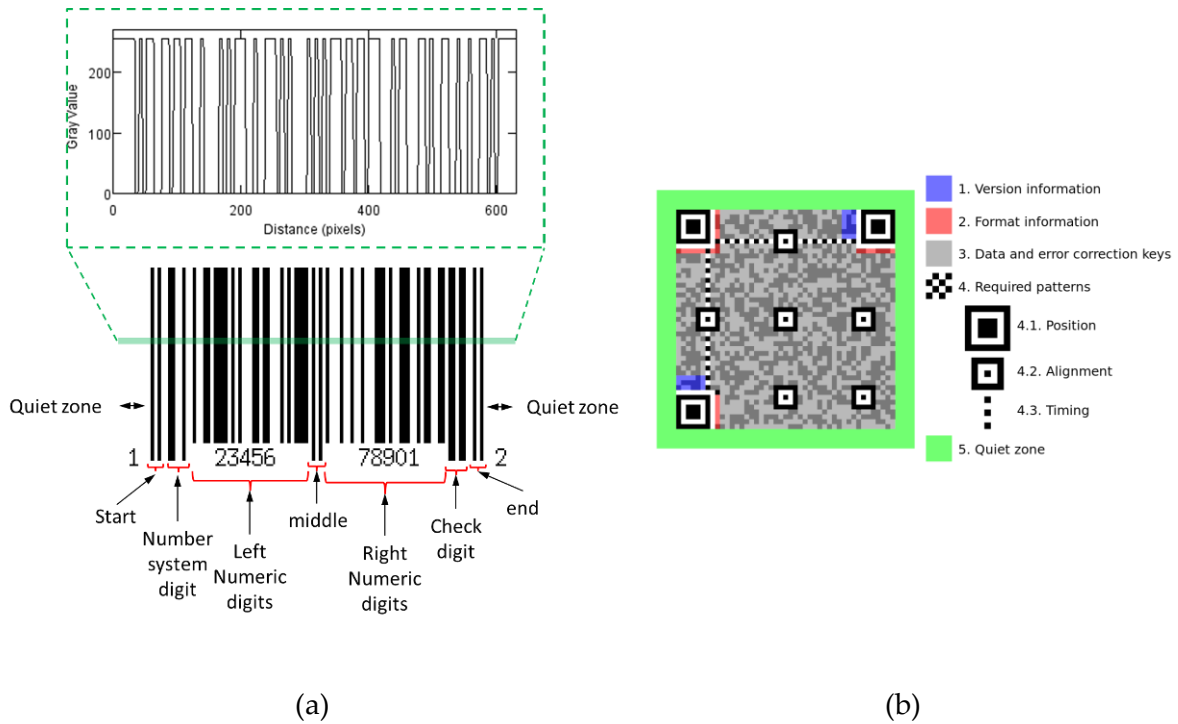 200
100
0
Gray Value
0
200
400
600
Distance (pixels)
Quiet zone
Quiet zone
1
23456
78901
2
Start
Number
system
digit
Left
Numeric
digits
middle
Right
Numeric
digits
Check
digit
end
(a)
1. Version information
2. Format information
3. Data and error correction keys
4. Required patterns
4.1. Position
4.2. Alignment
4.3. Timing
5. Quiet zone
(b)